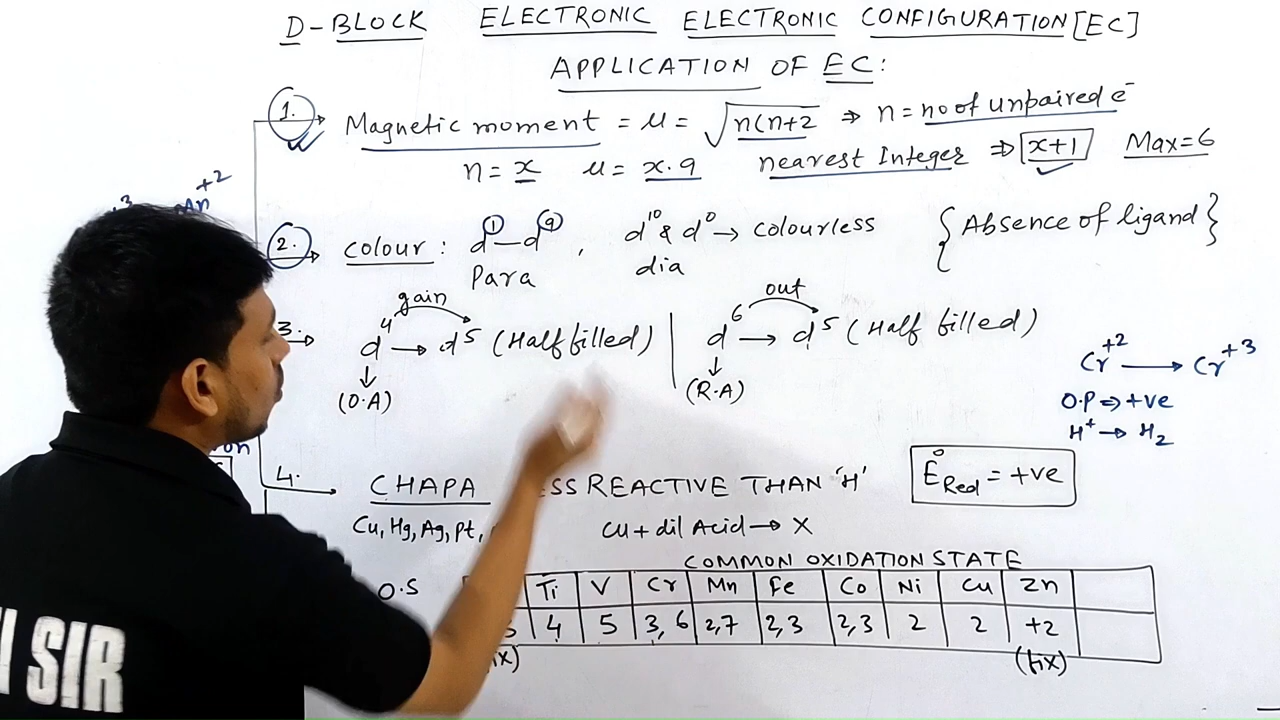 D-BLOCK ELECTRONIC ELECTRONIC CONFIGURATION [EC]
APPLICATION OF EC:
1. Magnetic moment = μ = √n(n+2 ⇒ n = no of unpaired e⁻
n = x μ = x.9 nearest Integer ⇒ x+1 Max=6
+2
2. colour: d¹—d⁹, d¹⁰ & d⁰ → colourless {Absence of ligand}
Para dia
gain out
3. d⁴ → d⁵ (Half filled) | d⁶ → d⁵ (Half filled)
↓ ↓
(O.A) (R.A)
Cr⁺² → Cr⁺³
O.P ⇒ +ve
H⁺ → H₂
4. CHAPA REACTIVE THAN 'H' E°Red = +ve
Cu, Hg, Ag, Pt, Cu + dil Acid → X
COMMON OXIDATION STATE
O.S Ti V Cr Mn Fe Co Ni Cu Zn
4 5 3, 6 2,7 2,3 2,3 2 2 +2
(fix)
I SIR